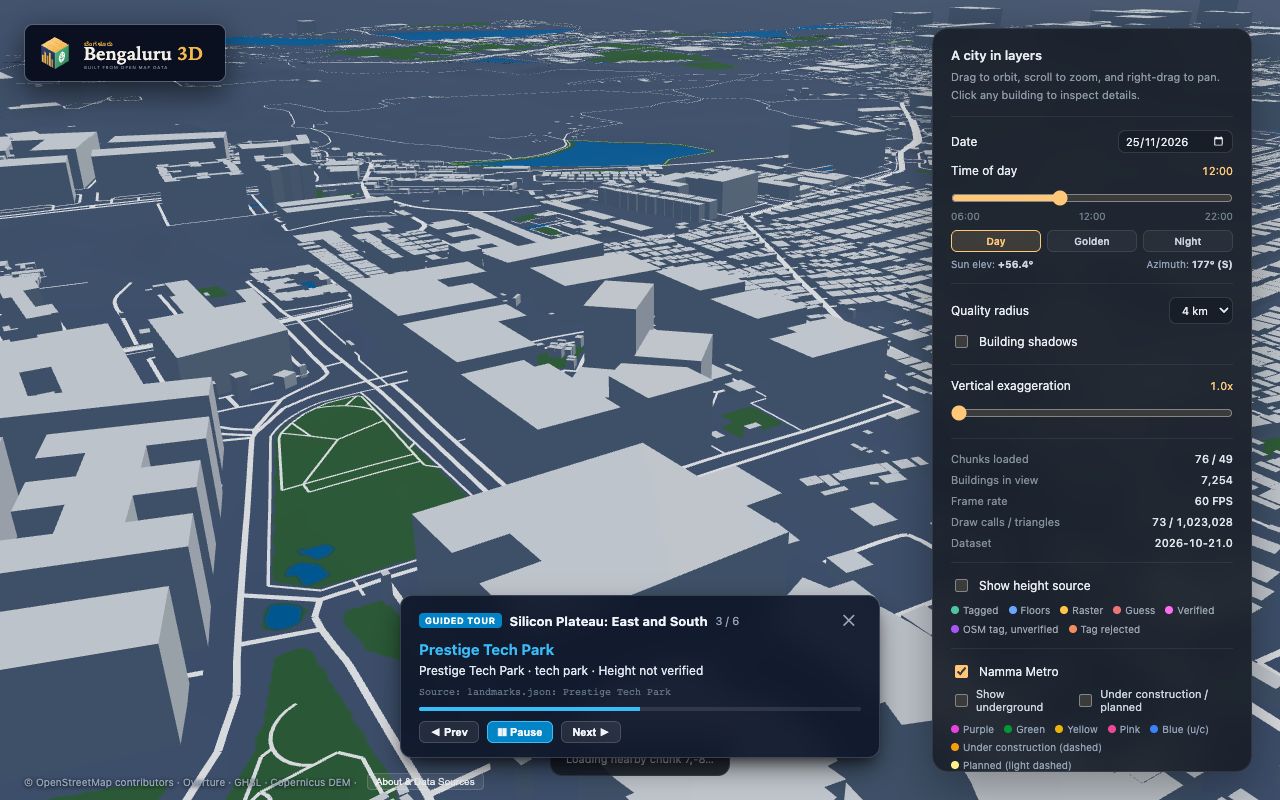 Bengaluru 3D
BUILT FROM OPEN MAP DATA
A city in layers
Drag to orbit, scroll to zoom, and right-drag to pan.
Click any building to inspect details.
Date 25/11/2026
Time of day 12:00
06:00 12:00 22:00
Day Golden Night
Sun elev: +56.4° Azimuth: 177° (S)
Quality radius 4 km
Building shadows
Vertical exaggeration 1.0x
Chunks loaded 76 / 49
Buildings in view 7,254
Frame rate 60 FPS
Draw calls / triangles 73 / 1,023,028
Dataset 2026-10-21.0
Show height source
Tagged Floors Raster Guess Verified
OSM tag, unverified Tag rejected
Namma Metro
Show underground
Under construction / planned
Purple Green Yellow Pink Blue (u/c)
Under construction (dashed)
Planned (light dashed)
GUIDED TOUR Silicon Plateau: East and South 3 / 6
Prestige Tech Park
Prestige Tech Park · tech park · Height not verified
Source: landmarks.json: Prestige Tech Park
Prev Pause Next
Loading nearby chunk 7,-8...
© OpenStreetMap contributors · Overture · GHSL · Copernicus DEM · About & Data Sources